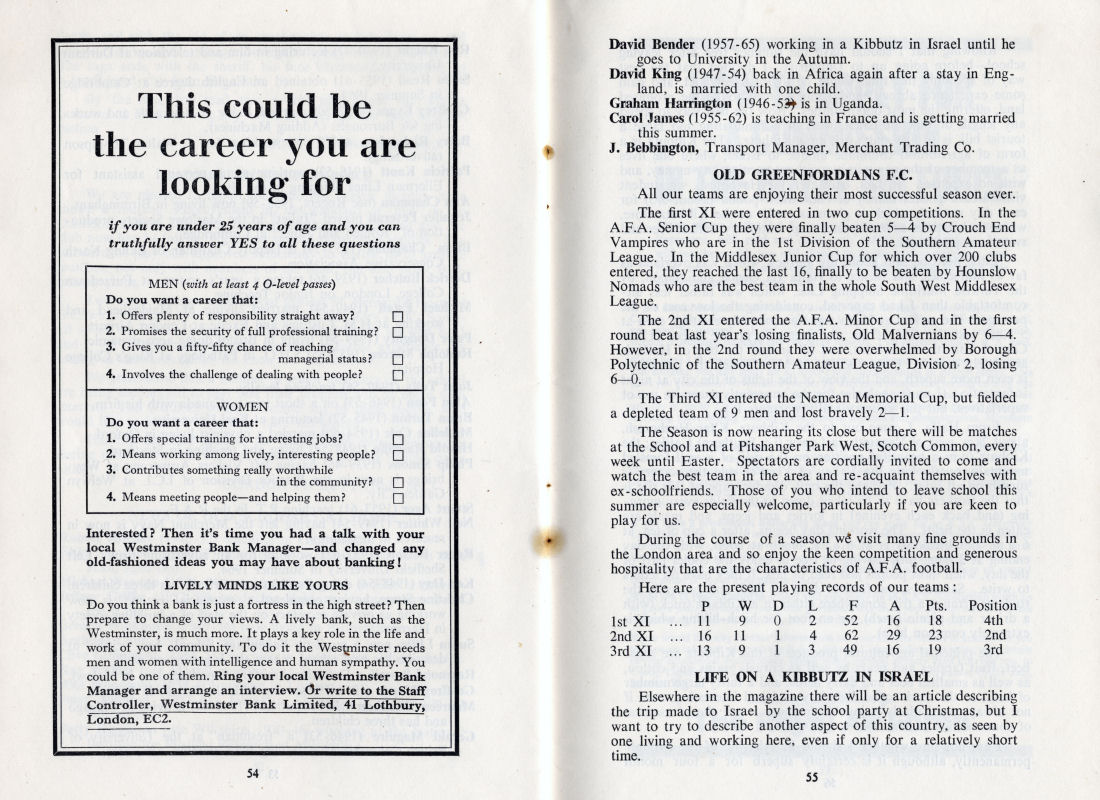 This could be
the career you are
looking for
if you are under 25 years of age and you can
truthfully answer YES to all these questions
MEN (with at least 4 O-level passes)
Do you want a career that:
1. Offers plenty of responsibility straight away?
2. Promises the security of full professional training?
3. Gives you a fifty-fifty chance of reaching
managerial status?
4. Involves the challenge of dealing with people?
WOMEN
Do you want a career that:
1. Offers special training for interesting jobs?
2. Means working among lively, interesting people?
3. Contributes something really worthwhile
in the community?
4. Means meeting people—and helping them?
Interested? Then it's time you had a talk with your
local Westminster Bank Manager—and changed any
old-fashioned ideas you may have about banking!
LIVELY MINDS LIKE YOURS
Do you think a bank is just a fortress in the high street? Then
prepare to change your views. A lively bank, such as the
Westminster, is much more. It plays a key role in the life and
work of your community. To do it the Westminster needs
men and women with intelligence and human sympathy. You
could be one of them. Ring your local Westminster Bank
Manager and arrange an interview. Or write to the Staff
Controller, Westminster Bank Limited, 41 Lothbury,
London, EC2.
54
David Bender (1957-65) working in a Kibbutz in Israel until he
goes to University in the Autumn.
David King (1947-54) back in Africa again after a stay in Eng-
land, is married with one child.
Graham Harrington (1946-53) is in Uganda.
Carol James (1955-62) is teaching in France and is getting married
this summer.
J. Bebbington, Transport Manager, Merchant Trading Co.
OLD GREENFORDIANS F.C.
All our teams are enjoying their most successful season ever.
The first XI were entered in two cup competitions. In the
A.F.A. Senior Cup they were finally beaten 5—4 by Crouch End
Vampires who are in the 1st Division of the Southern Amateur
League. In the Middlesex Junior Cup for which over 200 clubs
entered, they reached the last 16, finally to be beaten by Hounslow
Nomads who are the best team in the whole South West Middlesex
League.
The 2nd XI entered the A.F.A. Minor Cup and in the first
round beat last year's losing finalists, Old Malvernians by 6—4.
However, in the 2nd round they were overwhelmed by Borough
Polytechnic of the Southern Amateur League, Division 2, losing
6—0.
The Third XI entered the Nemean Memorial Cup, but fielded
a depleted team of 9 men and lost bravely 2—1.
The Season is now nearing its close but there will be matches
at the School and at Pitshanger Park West, Scotch Common, every
week until Easter. Spectators are cordially invited to come and
watch the best team in the area and re-acquaint themselves with
ex-schoolfriends. Those of you who intend to leave school this
summer are especially welcome, particularly if you are keen to
play for us.
During the course of a season we visit many fine grounds in
the London area and so enjoy the keen competition and generous
hospitality that are the characteristics of A.F.A. football.
Here are the present playing records of our teams :
P W D L F A Pts. Position
1st XI ... 11 9 0 2 52 16 18 4th
2nd XI ... 16 11 1 4 62 29 23 2nd
3rd XI ... 13 9 1 3 49 16 19 3rd
LIFE ON A KIBBUTZ IN ISRAEL
Elsewhere in the magazine there will be an article describing
the trip made to Israel by the school party at Christmas, but I
want to try to describe another aspect of this country, as seen by
one living and working here, even if only for a relatively short
time.
55